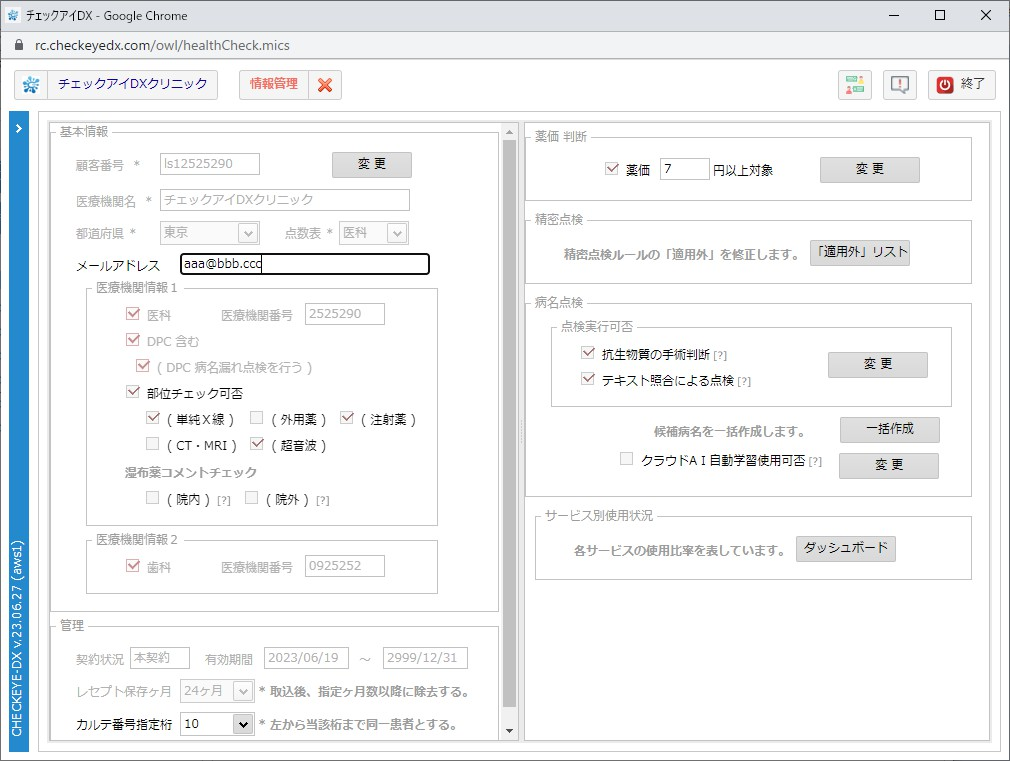 チェックアイDX - Google Chrome
rc.checkeyedx.com/owl/healthCheck.mics
チェックアイDXクリニック 情報管理 終了
基本情報
顧客番号 * ls12525290 変 更
医療機関名 * チェックアイDXクリニック
都道府県 * 東京 点数表 * 医科
メールアドレス aaa@bbb.ccc
医療機関情報１
医科 医療機関番号 2525290
DPC 含む
( DPC 病名漏れ点検を行う )
部位チェック可否
( 単純Ｘ線 ) ( 外用薬 ) ( 注射薬 )
( CT・MRI ) ( 超音波 )
湿布薬コメントチェック
( 院内 ) [?] ( 院外 ) [?]
医療機関情報２
歯科 医療機関番号 0925252
管理
契約状況 本契約 有効期間 2023/06/19 ～ 2999/12/31
レセプト保存ヶ月 24ヶ月 * 取込後、指定ヶ月数以降に除去する。
カルテ番号指定桁 10 * 左から当該桁まで同一患者とする。
薬価 判断
薬価 7 円以上対象 変 更
精密点検
精密点検ルールの「適用外」を修正します。 「適用外」リスト
病名点検
点検実行可否
抗生物質の手術判断 [?]
テキスト照合による点検 [?]
変 更
候補病名を一括作成します。 一括作成
クラウドＡＩ自動学習使用可否 [?] 変 更
サービス別使用状況
各サービスの使用比率を表しています。 ダッシュボード
CHECKEYE-DX v.23.06.27 (aws1)